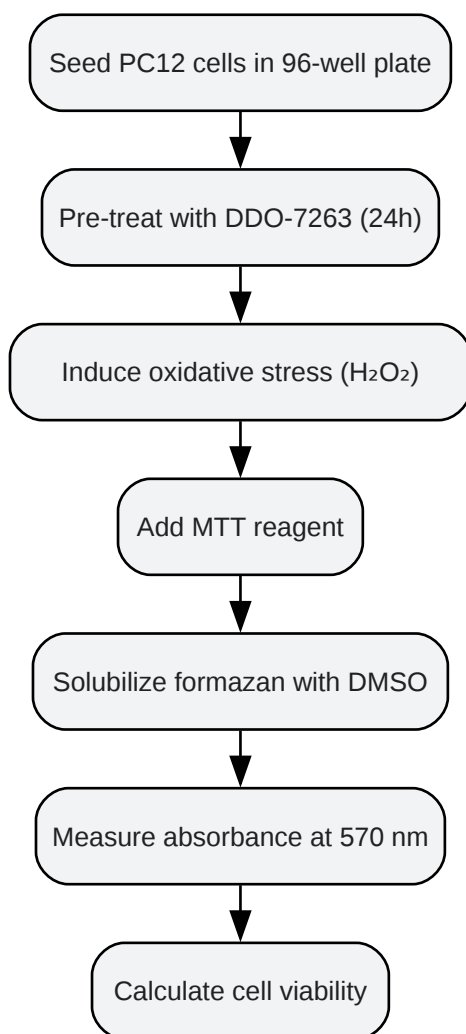 Seed PC12 cells in 96-well plate
Pre-treat with DDO-7263 (24h)
Induce oxidative stress (H₂O₂)
Add MTT reagent
Solubilize formazan with DMSO
Measure absorbance at 570 nm
Calculate cell viability